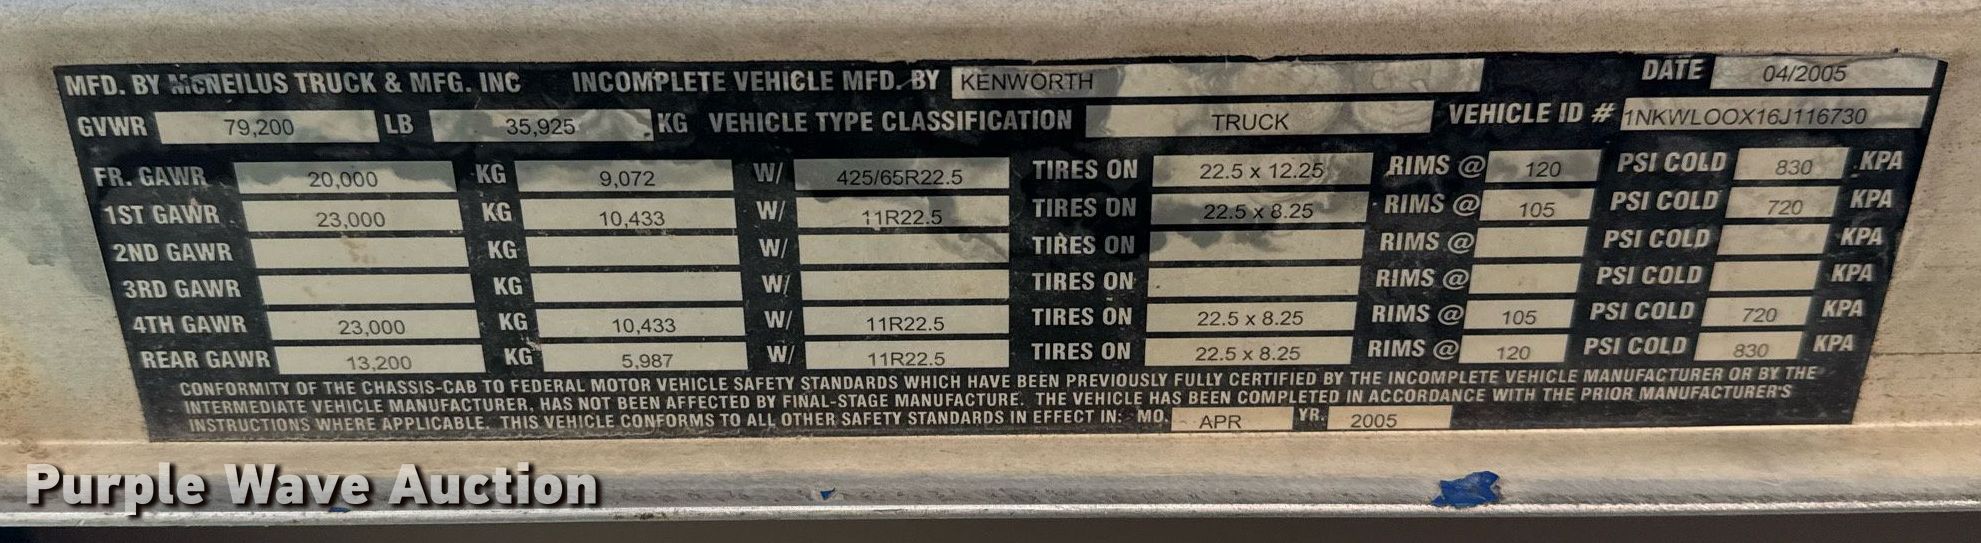 MFD. BY MCNEILUS TRUCK & MFG. INC INCOMPLETE VEHICLE MFD. BY KENWORTH DATE 04/2005
GVWR 79,200 LB 35,925 KG VEHICLE TYPE CLASSIFICATION TRUCK VEHICLE ID # 1NKWLOOX16J116730
FR. GAWR 20,000 KG 9,072 W/ 425/65R22.5 TIRES ON 22.5 x 12.25 RIMS @ 120 PSI COLD 830 KPA
1ST GAWR 23,000 KG 10,433 W/ 11R22.5 TIRES ON 22.5 x 8.25 RIMS @ 105 PSI COLD 720 KPA
2ND GAWR KG W/ TIRES ON RIMS @ PSI COLD KPA
3RD GAWR KG W/ TIRES ON RIMS @ PSI COLD KPA
4TH GAWR 23,000 KG 10,433 W/ 11R22.5 TIRES ON 22.5 x 8.25 RIMS @ 105 PSI COLD 720 KPA
REAR GAWR 13,200 KG 5,987 W/ 11R22.5 TIRES ON 22.5 x 8.25 RIMS @ 120 PSI COLD 830 KPA
CONFORMITY OF THE CHASSIS-CAB TO FEDERAL MOTOR VEHICLE SAFETY STANDARDS WHICH HAVE BEEN PREVIOUSLY FULLY CERTIFIED BY THE INCOMPLETE VEHICLE MANUFACTURER OR BY THE
INTERMEDIATE VEHICLE MANUFACTURER, HAS NOT BEEN AFFECTED BY FINAL-STAGE MANUFACTURE. THE VEHICLE HAS BEEN COMPLETED IN ACCORDANCE WITH THE PRIOR MANUFACTURER'S
INSTRUCTIONS WHERE APPLICABLE. THIS VEHICLE CONFORMS TO ALL OTHER SAFETY STANDARDS IN EFFECT IN: MO. APR YR. 2005
Purple Wave Auction